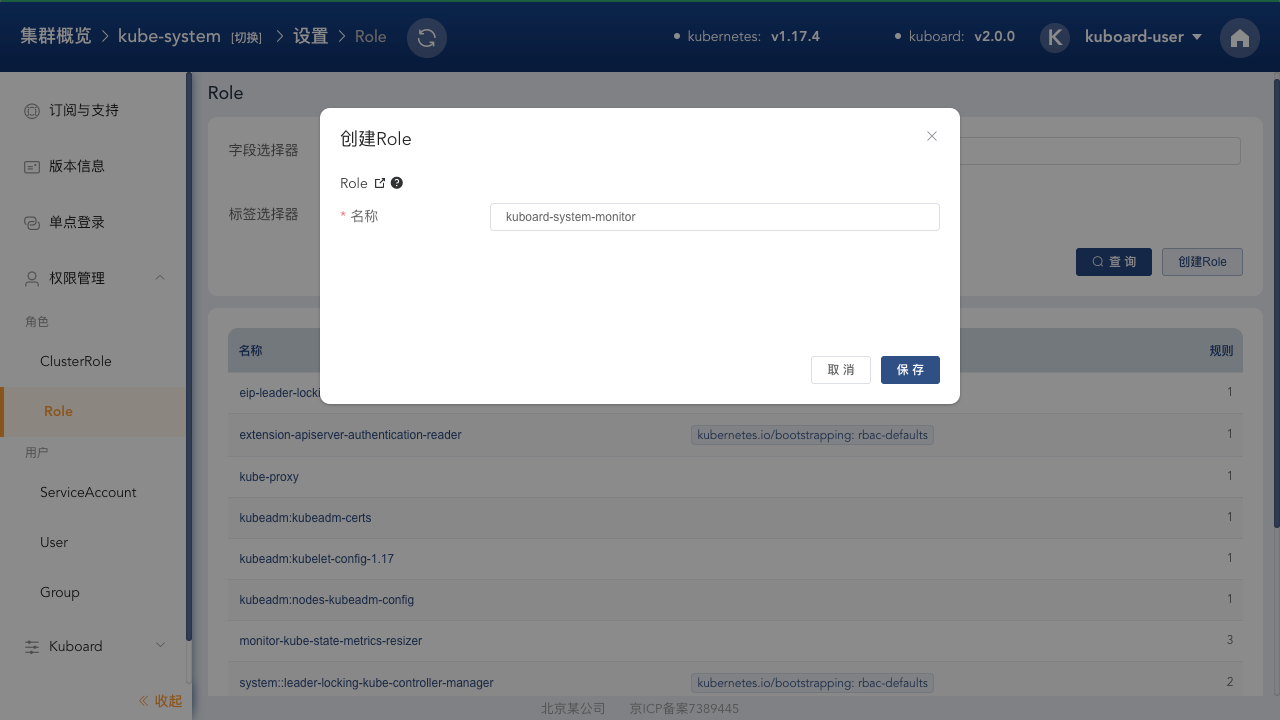 集群概览 > kube-system [切换] > 设置 > Role
kubernetes: v1.17.4
kuboard: v2.0.0
K kuboard-user
订阅与支持
版本信息
单点登录
权限管理
角色
ClusterRole
Role
用户
ServiceAccount
User
Group
Kuboard
收起
Role
字段选择器
标签选择器
查 询
创建Role
创建Role
Role
* 名称
kuboard-system-monitor
取 消
保 存
名称 规则
eip-leader-locki 1
extension-apiserver-authentication-reader kubernetes.io/bootstrapping: rbac-defaults 1
kube-proxy 1
kubeadm:kubeadm-certs 1
kubeadm:kubelet-config-1.17 1
kubeadm:nodes-kubeadm-config 1
monitor-kube-state-metrics-resizer 3
system::leader-locking-kube-controller-manager kubernetes.io/bootstrapping: rbac-defaults 2
北京某公司 京ICP备案7389445